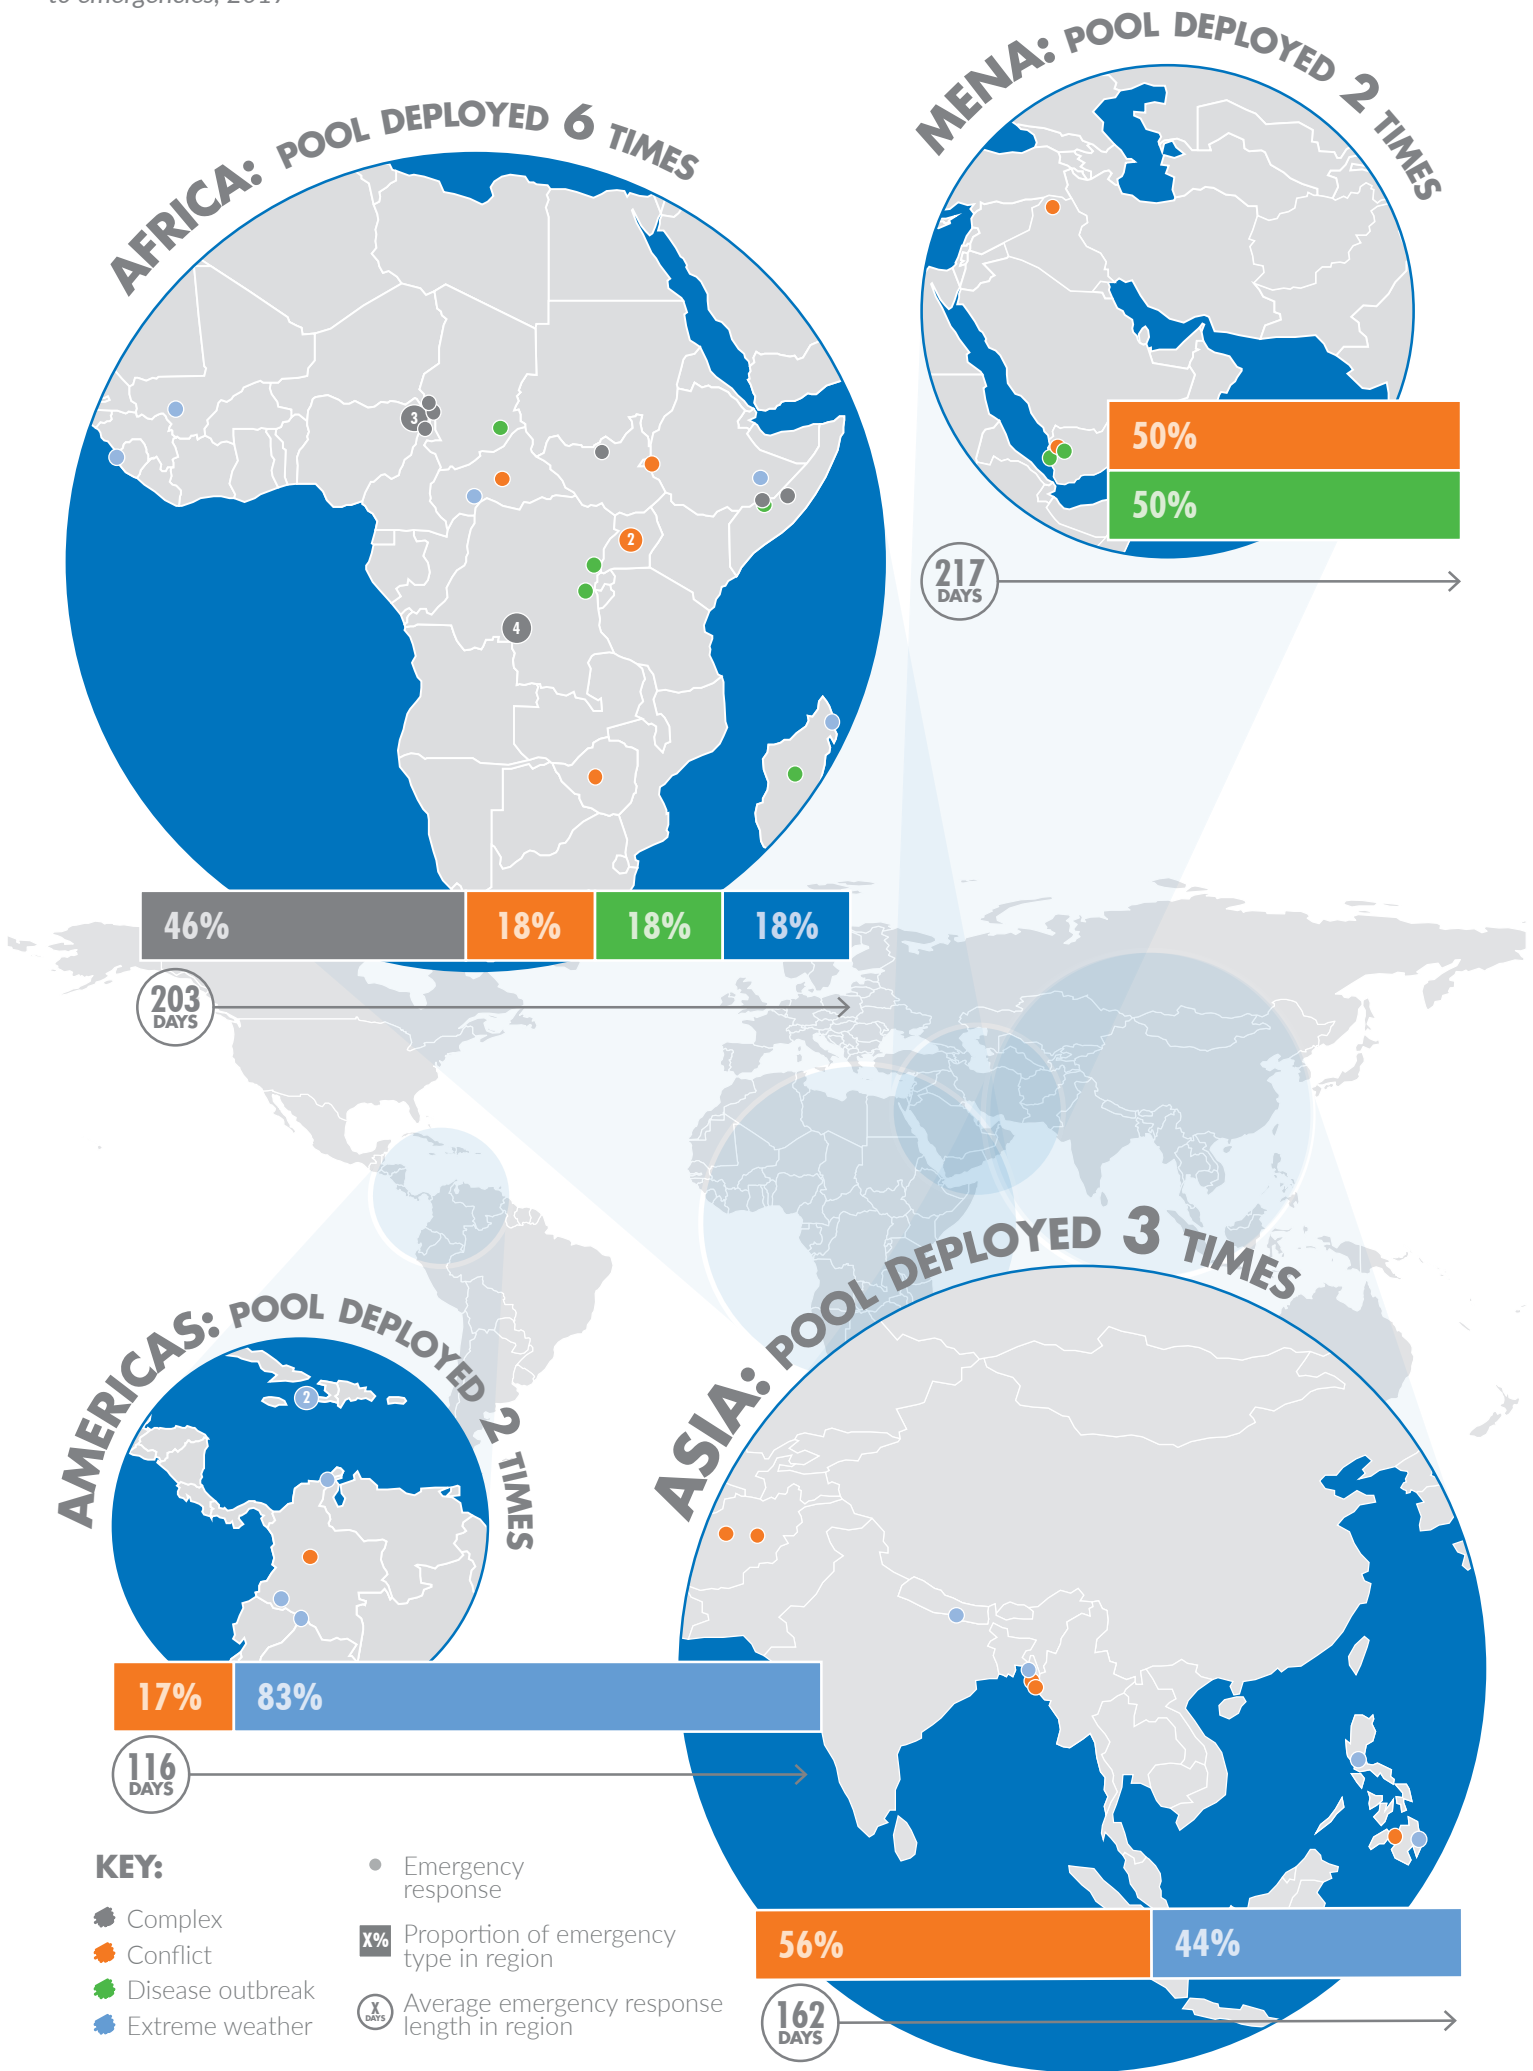 to emergencies, 2017
MENA: POOL DEPLOYED 2 TIMES
AFRICA: POOL DEPLOYED 6 TIMES
3
2
4
50%
50%
217
DAYS
46%
18%
18%
18%
203
DAYS
ASIA: POOL DEPLOYED 3 TIMES
AMERICAS: POOL DEPLOYED 2 TIMES
2
17%
83%
116
DAYS
56%
44%
162
DAYS
KEY:
Complex
Conflict
Disease outbreak
Extreme weather
Emergency
response
X%
Proportion of emergency
type in region
X
DAYS
Average emergency response
length in region